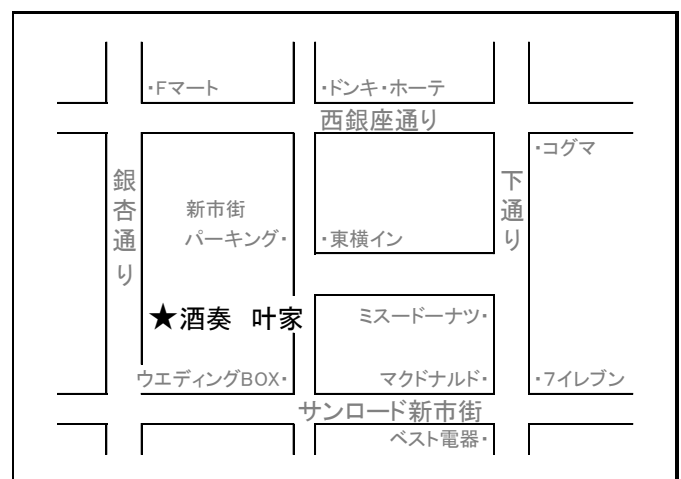 ・Fマート
・ドンキ・ホーテ
西銀座通り
・コグマ
銀杏通り
下通り
新市街
パーキング・
・東横イン
★酒奏　叶家
ミスードーナツ・
ウエディングBOX・
マクドナルド・
・7イレブン
サンロード新市街
ベスト電器・